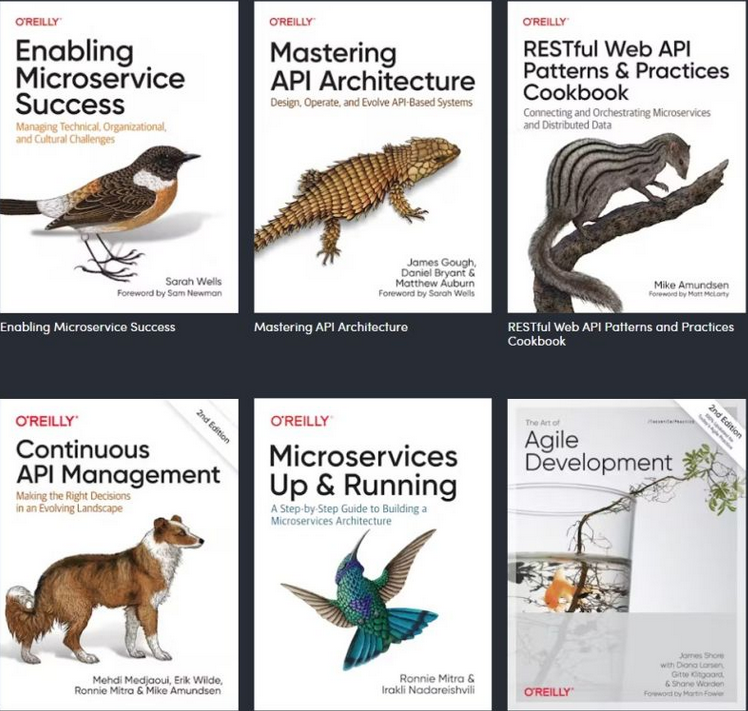 O'REILLY
Enabling
Microservice
Success
Managing Technical, Organizational,
and Cultural Challenges
Sarah Wells
Foreword by Sam Newman
Enabling Microservice Success
O'REILLY
Mastering
API Architecture
Design, Operate, and Evolve API-Based Systems
James Gough,
Daniel Bryant &
Matthew Auburn
Foreword by Sarah Wells
Mastering API Architecture
O'REILLY
RESTful Web API
Patterns & Practices
Cookbook
Connecting and Orchestrating Microservices
and Distributed Data
Mike Amundsen
Foreword by Matt McLarty
RESTful Web API Patterns and Practices
Cookbook
O'REILLY
2nd Edition
Continuous
API Management
Making the Right Decisions
in an Evolving Landscape
Mehdi Medjaoui, Erik Wilde,
Ronnie Mitra & Mike Amundsen
O'REILLY
Microservices
Up & Running
A Step-by-Step Guide to Building a
Microservices Architecture
Ronnie Mitra &
Irakli Nadareishvili
2nd Edition
The Art of
Agile
Development
James Shore
with Diana Larsen,
Gitte Klitgaard,
& Shane Warden
Foreword by Martin Fowler
O'REILLY